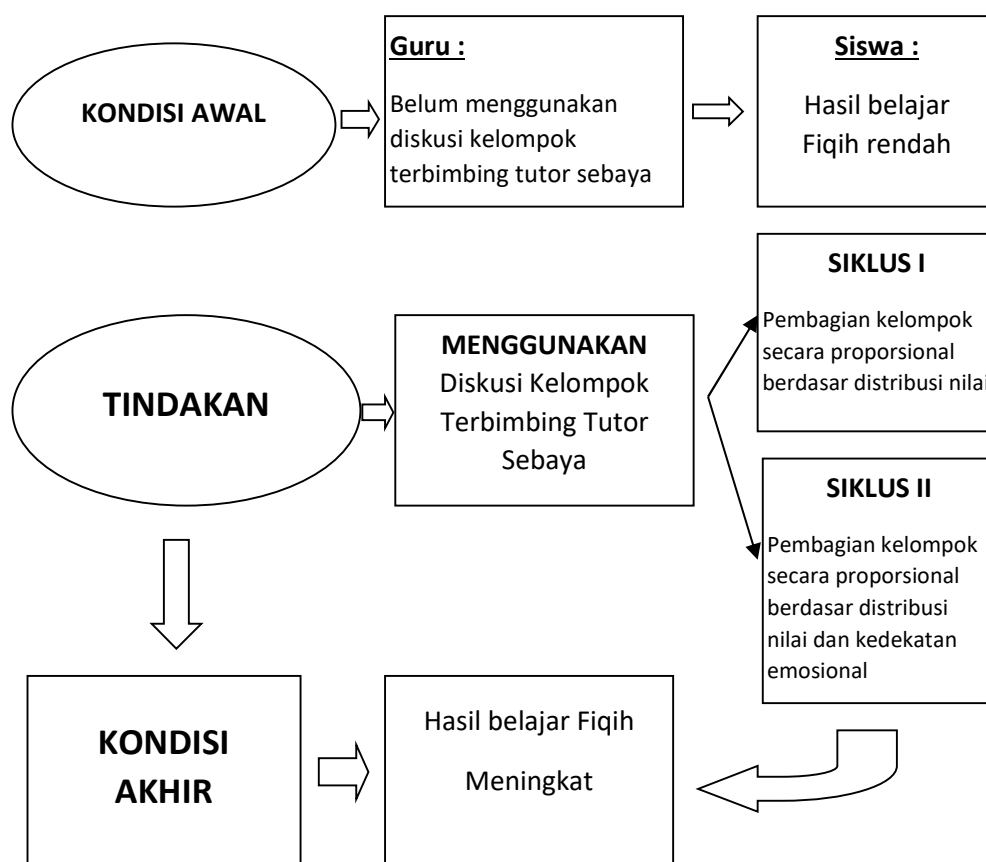 KONDISI AWAL
Guru :
Belum menggunakan
diskusi kelompok
terbimbing tutor sebaya
Siswa :
Hasil belajar
Fiqih rendah
TINDAKAN
MENGGUNAKAN
Diskusi Kelompok
Terbimbing Tutor
Sebaya
SIKLUS I
Pembagian kelompok
secara proporsional
berdasar distribusi nilai
SIKLUS II
Pembagian kelompok
secara proporsional
berdasar distribusi
nilai dan kedekatan
emosional
KONDISI
AKHIR
Hasil belajar Fiqih
Meningkat